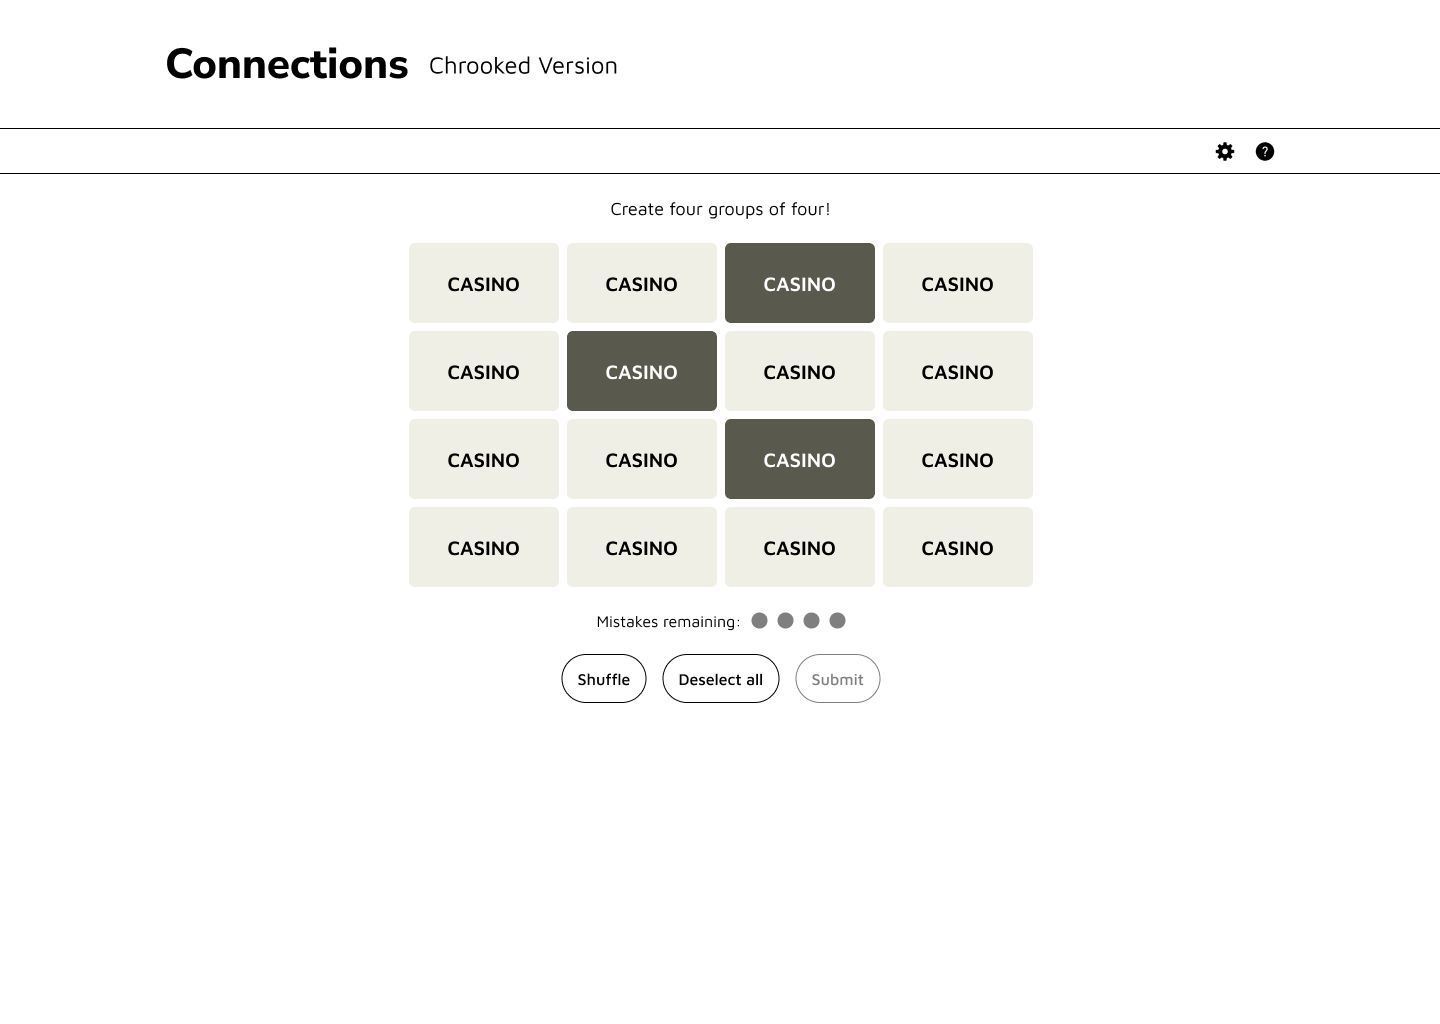 Connections Chrooked Version
Create four groups of four!
CASINO CASINO CASINO CASINO
CASINO CASINO CASINO CASINO
CASINO CASINO CASINO CASINO
CASINO CASINO CASINO CASINO
Mistakes remaining:
Shuffle Deselect all Submit